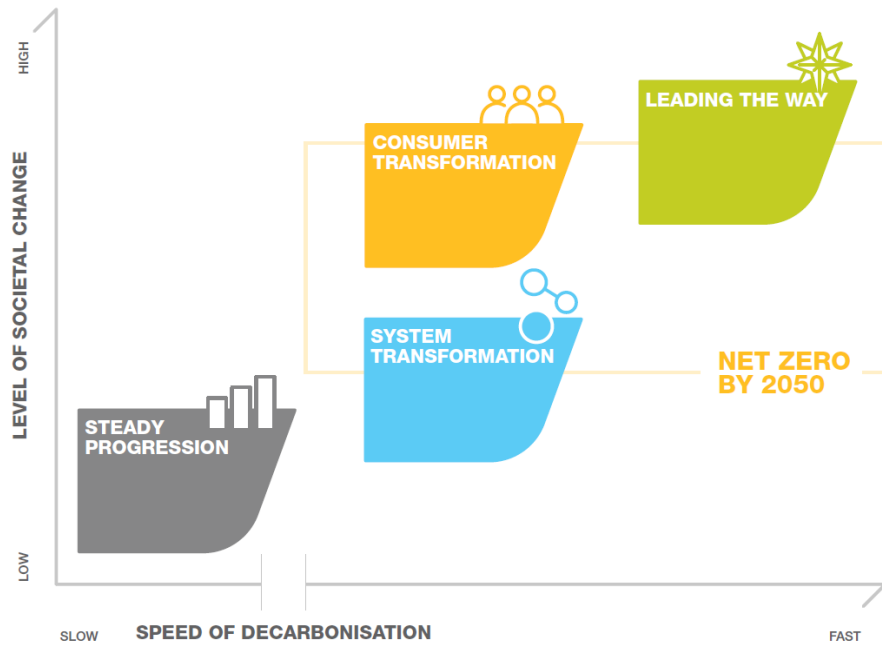 HIGH
LEVEL OF SOCIETAL CHANGE
LOW
LEADING THE WAY
CONSUMER
TRANSFORMATION
SYSTEM
TRANSFORMATION
NET ZERO
BY 2050
STEADY
PROGRESSION
SLOW
SPEED OF DECARBONISATION
FAST